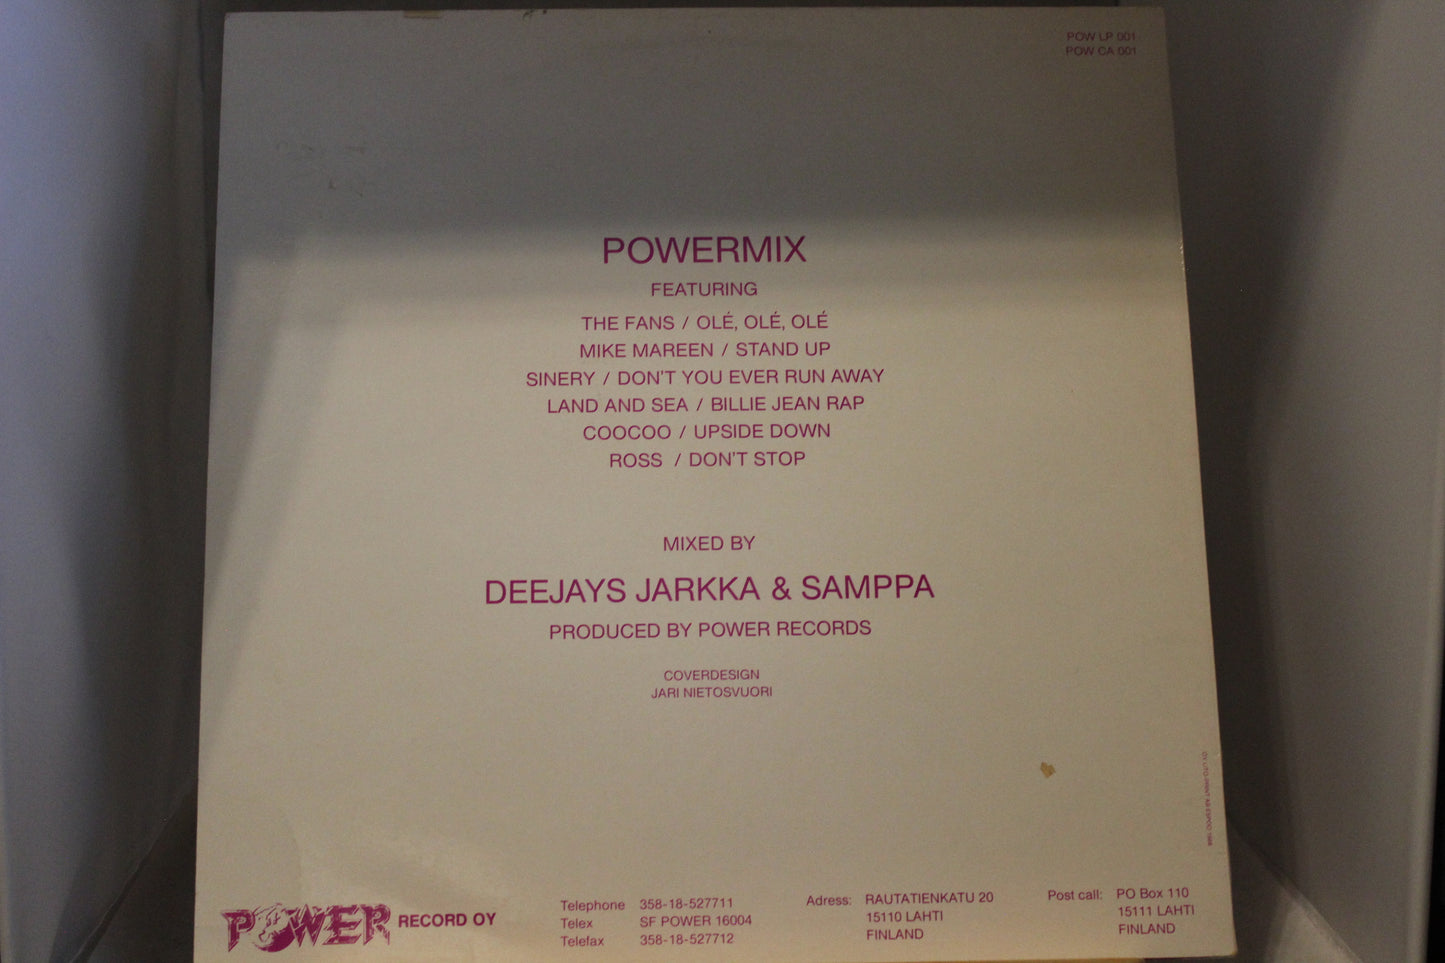 POW LP 001
POW CA 001
POWERMIX
FEATURING
THE FANS / OLÉ, OLÉ, OLÉ
MIKE MAREEN / STAND UP
SINERY / DON'T YOU EVER RUN AWAY
LAND AND SEA / BILLIE JEAN RAP
COOCOO / UPSIDE DOWN
ROSS / DON'T STOP
MIXED BY
DEEJAYS JARKKA & SAMPPA
PRODUCED BY POWER RECORDS
COVERDESIGN
JARI NIETOSVUORI
POWER RECORD OY
Telephone 358-18-527711
Telex SF POWER 16004
Telefax 358-18-527712
Adress: RAUTATIENKATU 20
15110 LAHTI
FINLAND
Post call: PO Box 110
15111 LAHTI
FINLAND